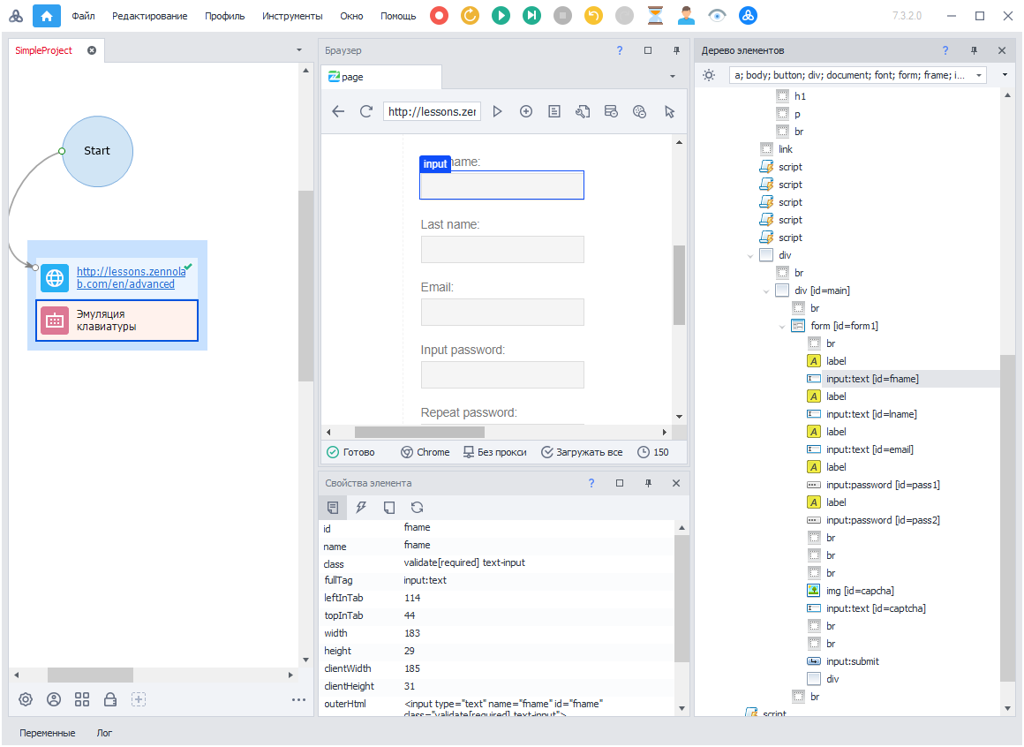 Файл Редактирование Профиль Инструменты Окно Помощь 7.3.2.0
SimpleProject
Start
http://lessons.zennola
b.com/en/advanced
Эмуляция
клавиатуры
Браузер
page
http://lessons.zer
input
ame:
Last name:
Email:
Input password:
Repeat password:
Готово Chrome Без прокси Загружать все 150
Свойства элемента
id fname
name fname
class validate[required] text-input
fullTag input:text
leftInTab 114
topInTab 44
width 183
height 29
clientWidth 185
clientHeight 31
outerHtml <input type="text" name="fname" id="fname"
class="validate[required] text-input">
Дерево элементов
a; body; button; div; document; font; form; frame; i...
h1
p
br
link
script
script
script
script
script
div
br
div [id=main]
br
form [id=form1]
br
label
input:text [id=fname]
label
input:text [id=lname]
label
input:text [id=email]
label
input:password [id=pass1]
label
input:password [id=pass2]
br
br
br
img [id=capcha]
input:text [id=captcha]
br
br
input:submit
div
br
script
Переменные Лог